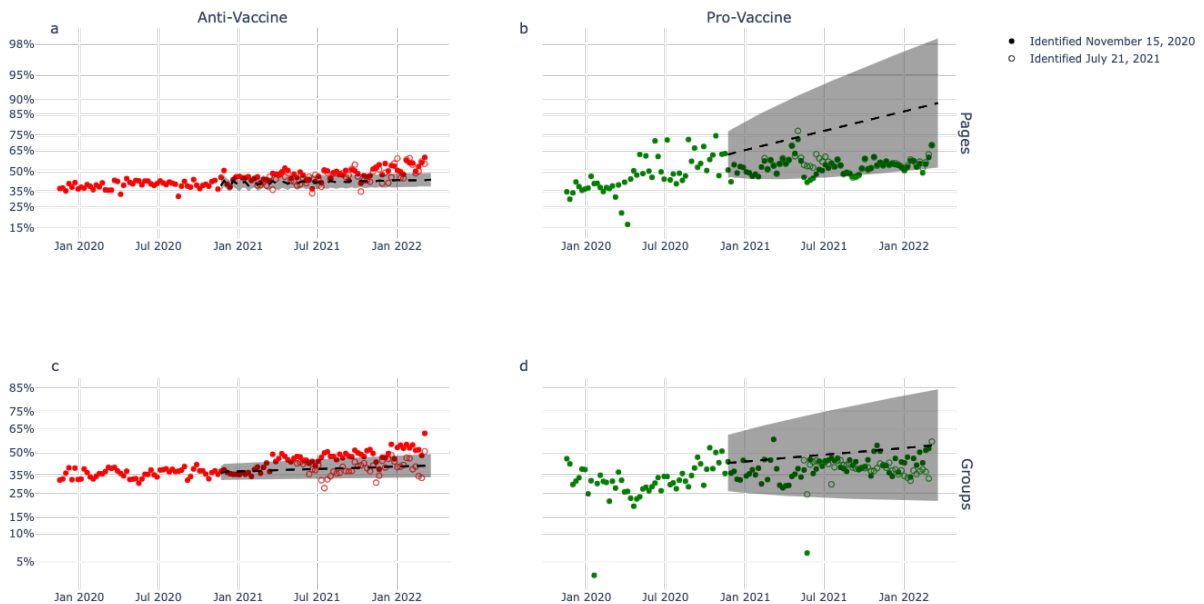 Anti-Vaccine
Pro-Vaccine
a
b
Identified November 15, 2020
Identified July 21, 2021
98%
95%
90%
85%
75%
65%
50%
35%
25%
15%
Pages
Jan 2020 Jul 2020 Jan 2021 Jul 2021 Jan 2022
Jan 2020 Jul 2020 Jan 2021 Jul 2021 Jan 2022
c
d
85%
75%
65%
50%
35%
25%
15%
10%
5%
Groups
Jan 2020 Jul 2020 Jan 2021 Jul 2021 Jan 2022
Jan 2020 Jul 2020 Jan 2021 Jul 2021 Jan 2022